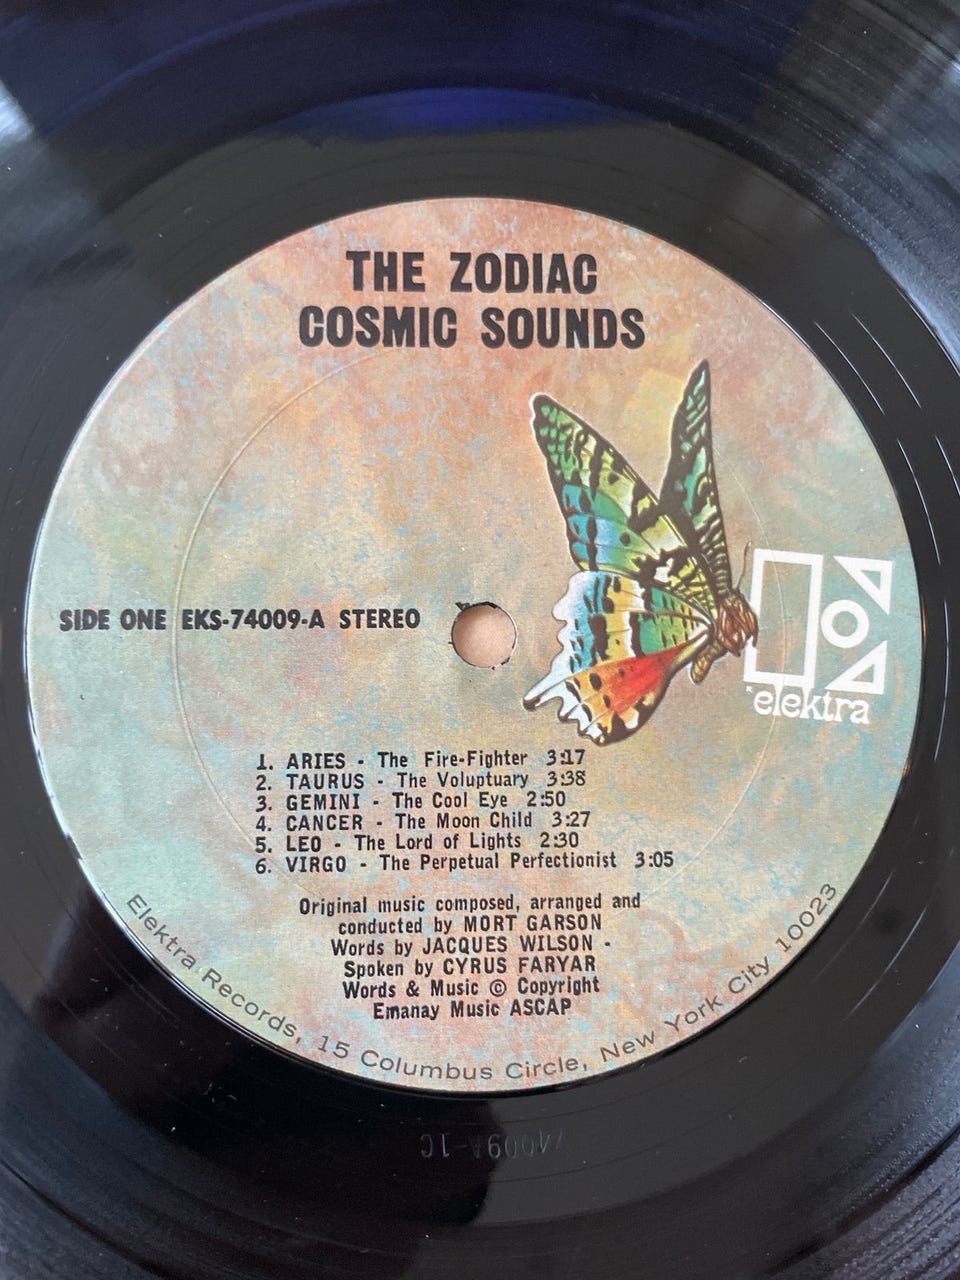 THE ZODIAC
COSMIC SOUNDS
SIDE ONE EKS-74009-A STEREO
elektra
1. ARIES - The Fire-Fighter 3:17
2. TAURUS - The Voluptuary 3:38
3. GEMINI - The Cool Eye 2:50
4. CANCER - The Moon Child 3:27
5. LEO - The Lord of Lights 2:30
6. VIRGO - The Perpetual Perfectionist 3:05
Original music composed, arranged and
conducted by MORT GARSON
Words by JACQUES WILSON -
Spoken by CYRUS FARYAR
Words & Music © Copyright
Emanay Music ASCAP
Elektra Records, 15 Columbus Circle, New York City 10023
74009A-1C